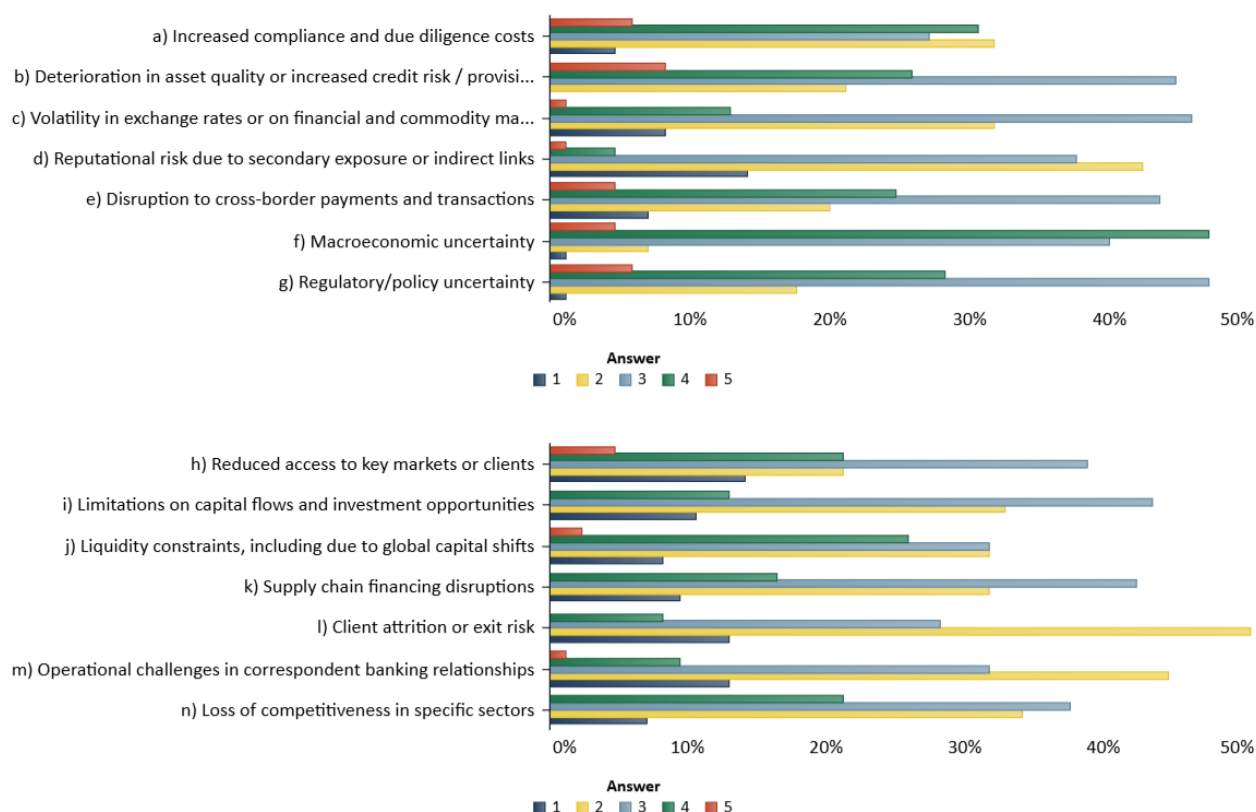 a) Increased compliance and due diligence costs
b) Deterioration in asset quality or increased credit risk / provisi...
c) Volatility in exchange rates or on financial and commodity ma...
d) Reputational risk due to secondary exposure or indirect links
e) Disruption to cross-border payments and transactions
f) Macroeconomic uncertainty
g) Regulatory/policy uncertainty
0% 10% 20% 30% 40% 50%
Answer
1 2 3 4 5
h) Reduced access to key markets or clients
i) Limitations on capital flows and investment opportunities
j) Liquidity constraints, including due to global capital shifts
k) Supply chain financing disruptions
l) Client attrition or exit risk
m) Operational challenges in correspondent banking relationships
n) Loss of competitiveness in specific sectors
0% 10% 20% 30% 40% 50%
Answer
1 2 3 4 5